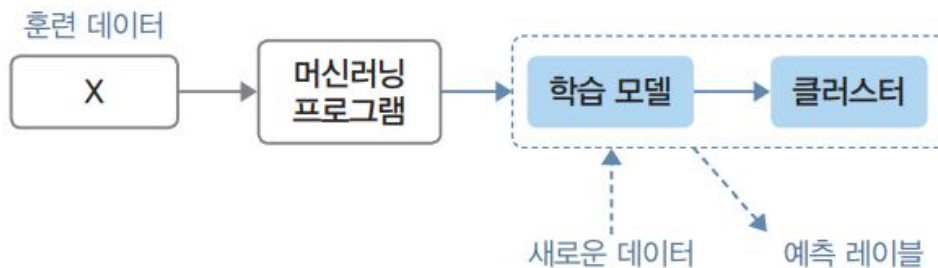 훈련 데이터
X
머신러닝
프로그램
학습 모델
클러스터
새로운 데이터
예측 레이블